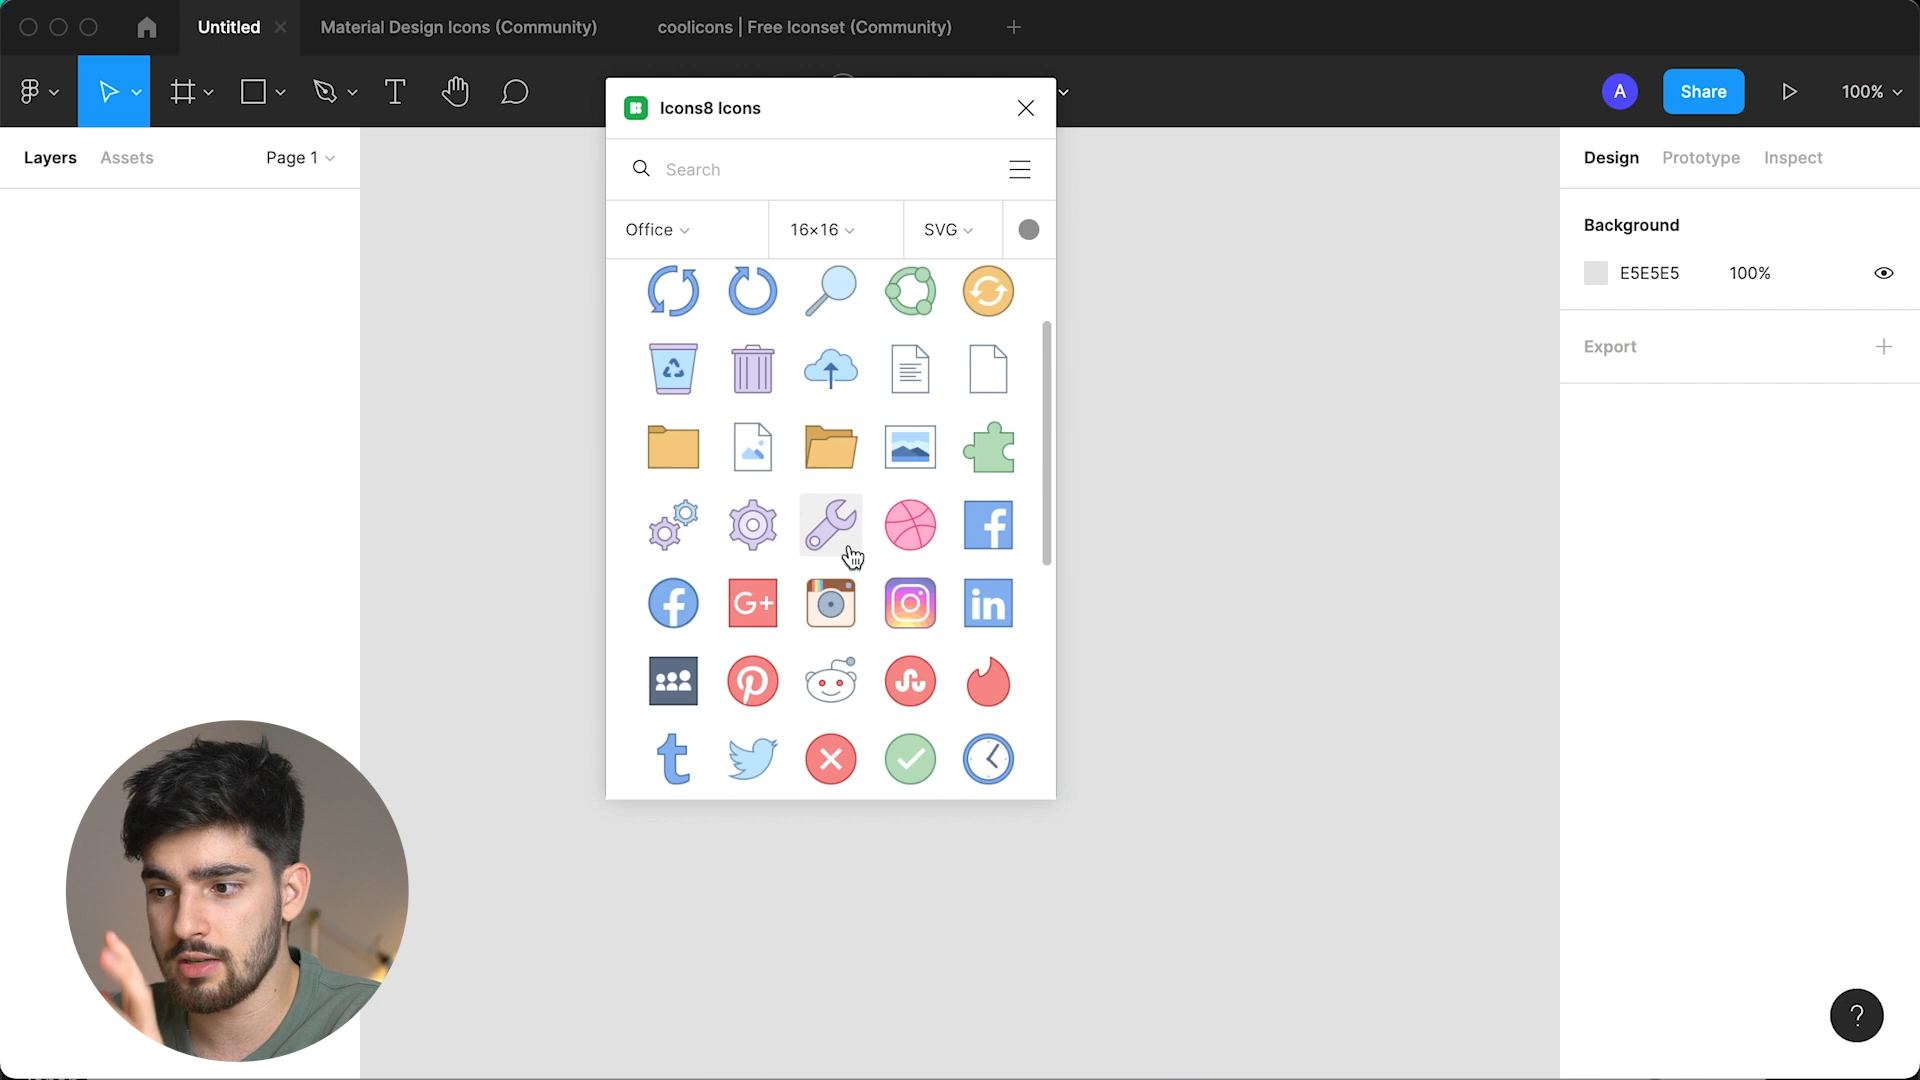 Untitled
Material Design Icons (Community)
coolicons | Free Iconset (Community)
A
Share
100%
Icons8 Icons
Search
Office
16×16
SVG
Layers
Assets
Page 1
Design
Prototype
Inspect
Background
E5E5E5
100%
Export
f
f
G+
in
t
?